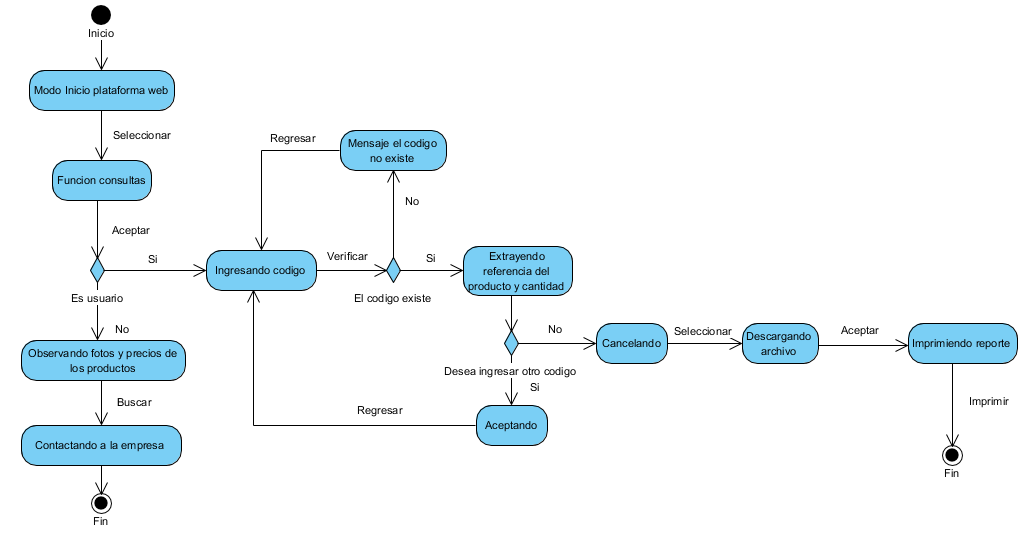 Inicio
Modo Inicio plataforma web
Seleccionar
Funcion consultas
Aceptar
Es usuario
Si
No
Observando fotos y precios de
los productos
Buscar
Contactando a la empresa
Fin
Ingresando codigo
Verificar
El codigo existe
No
Mensaje el codigo
no existe
Regresar
Si
Extrayendo
referencia del
producto y cantidad
Desea ingresar otro codigo
Si
Aceptando
Regresar
No
Cancelando
Seleccionar
Descargando
archivo
Aceptar
Imprimiendo reporte
Imprimir
Fin